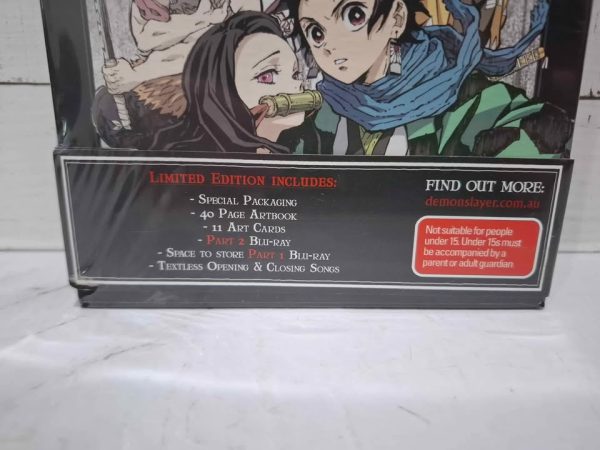 LIMITED EDITION INCLUDES:
- SPECIAL PACKAGING
- 40 PAGE ARTBOOK
- 11 ART CARDS
- PART 2 BLU-RAY
- SPACE TO STORE PART 1 BLU-RAY
- TEXTLESS OPENING & CLOSING SONGS
FIND OUT MORE:
demonslayer.com.au
Not suitable for people
under 15. Under 15s must
be accompanied by a
parent or adult guardian